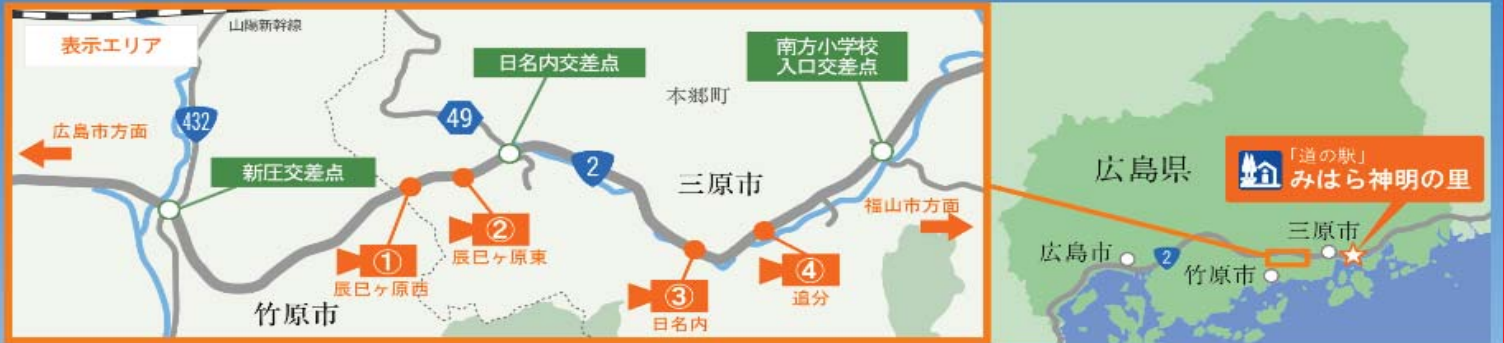 山陽新幹線
表示エリア
南方小学校
入口交差点
日名内交差点
本郷町
432
49
広島市方面
新圧交差点
2
三原市
福山市方面
①
辰巳ヶ原西
②
辰巳ヶ原東
③
日名内
④
追分
竹原市
広島県
「道の駅」
みはら神明の里
三原市
広島市
2
竹原市